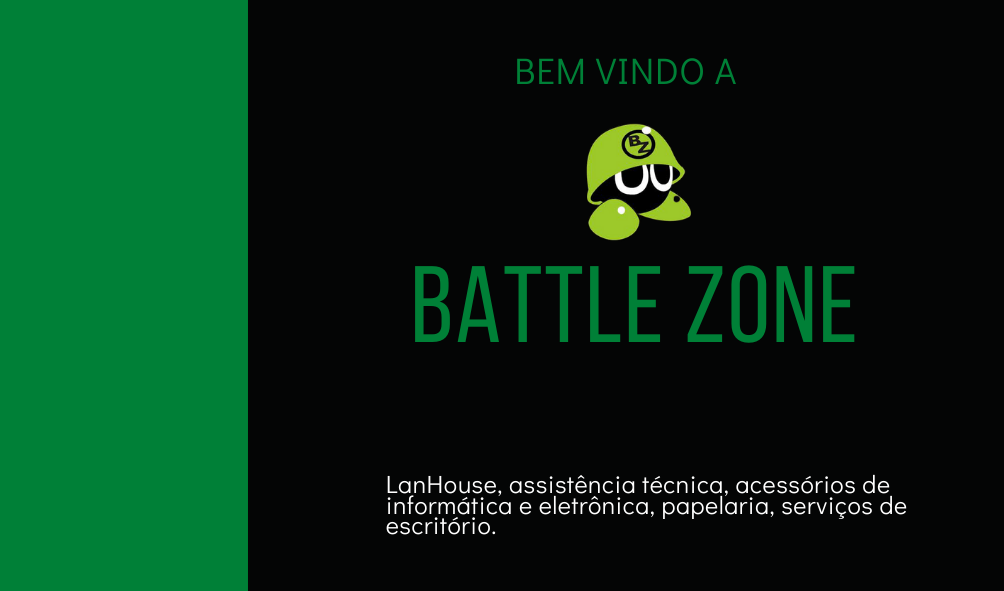 BEM VINDO A
BZ
BATTLE ZONE
LanHouse, assistência técnica, acessórios de
informática e eletrônica, papelaria, serviços de
escritório.